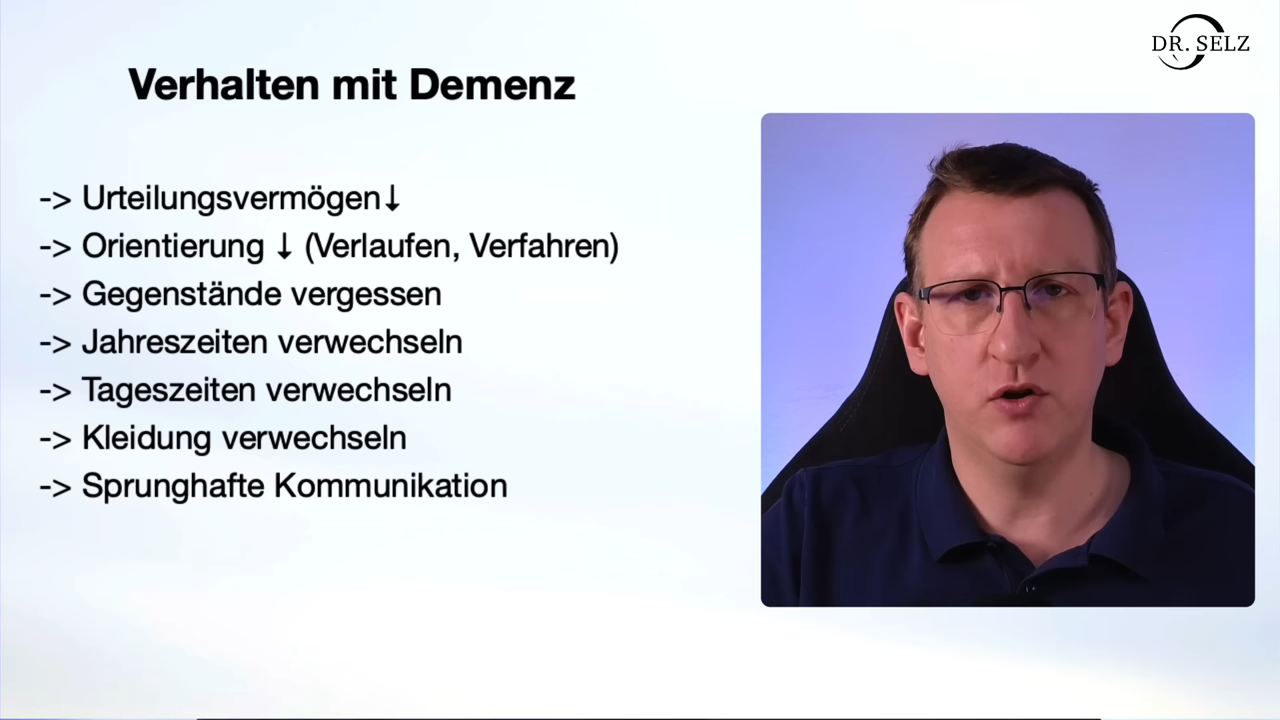 DR. SELZ
Verhalten mit Demenz
-> Urteilungsvermögen↓
-> Orientierung ↓ (Verlaufen, Verfahren)
-> Gegenstände vergessen
-> Jahreszeiten verwechseln
-> Tageszeiten verwechseln
-> Kleidung verwechseln
-> Sprunghafte Kommunikation